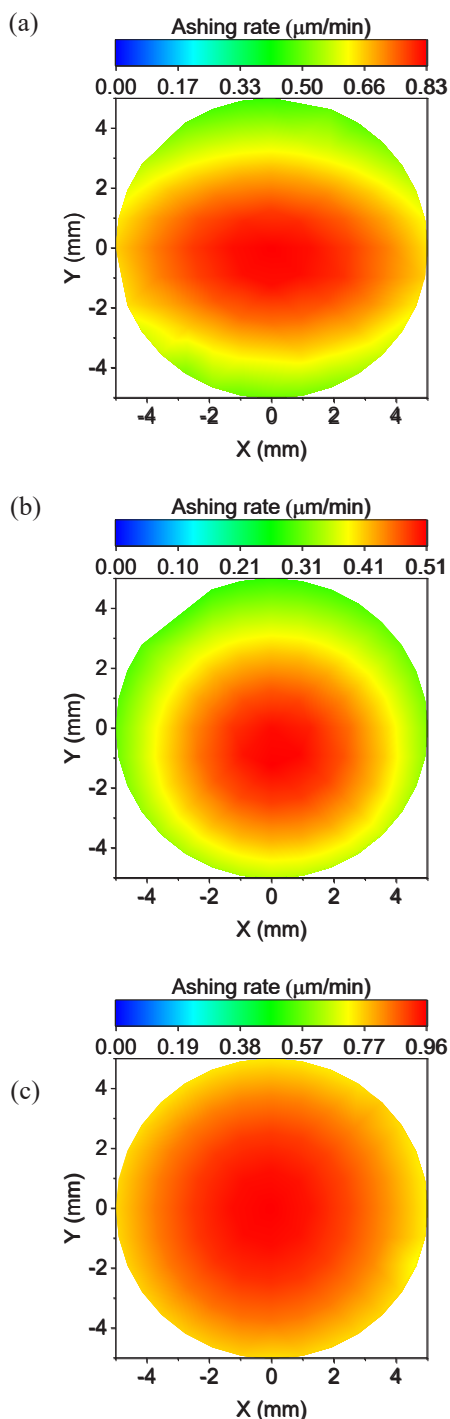 (a)
Ashing rate (μm/min)
0.00 0.17 0.33 0.50 0.66 0.83
4
2
0
-2
-4
Y (mm)
-4 -2 0 2 4
X (mm)
(b)
Ashing rate (μm/min)
0.00 0.10 0.21 0.31 0.41 0.51
4
2
0
-2
-4
Y (mm)
-4 -2 0 2 4
X (mm)
(c)
Ashing rate (μm/min)
0.00 0.19 0.38 0.57 0.77 0.96
4
2
0
-2
-4
Y (mm)
-4 -2 0 2 4
X (mm)